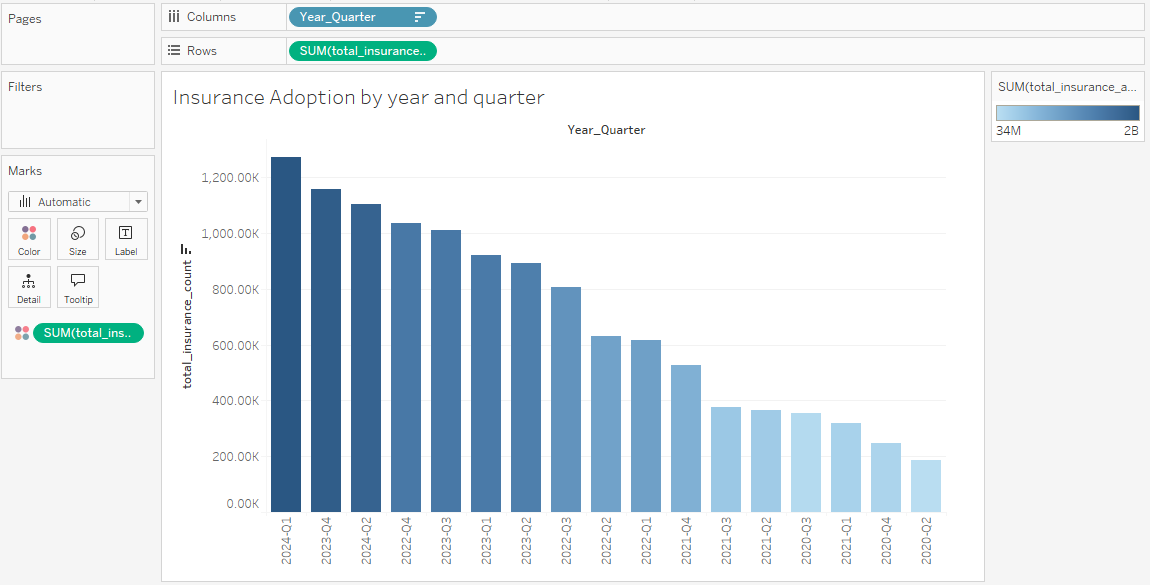 Pages
Columns
Year_Quarter
Rows
SUM(total_insurance..
Filters
Marks
Automatic
Color
Size
Label
Detail
Tooltip
SUM(total_ins..
Insurance Adoption by year and quarter
Year_Quarter
total_insurance_count
1,200.00K
1,000.00K
800.00K
600.00K
400.00K
200.00K
0.00K
2024-Q1
2023-Q4
2024-Q2
2022-Q4
2023-Q3
2023-Q1
2023-Q2
2022-Q3
2022-Q2
2022-Q1
2021-Q4
2021-Q3
2021-Q2
2020-Q3
2021-Q1
2020-Q4
2020-Q2
SUM(total_insurance_a...
34M
2B